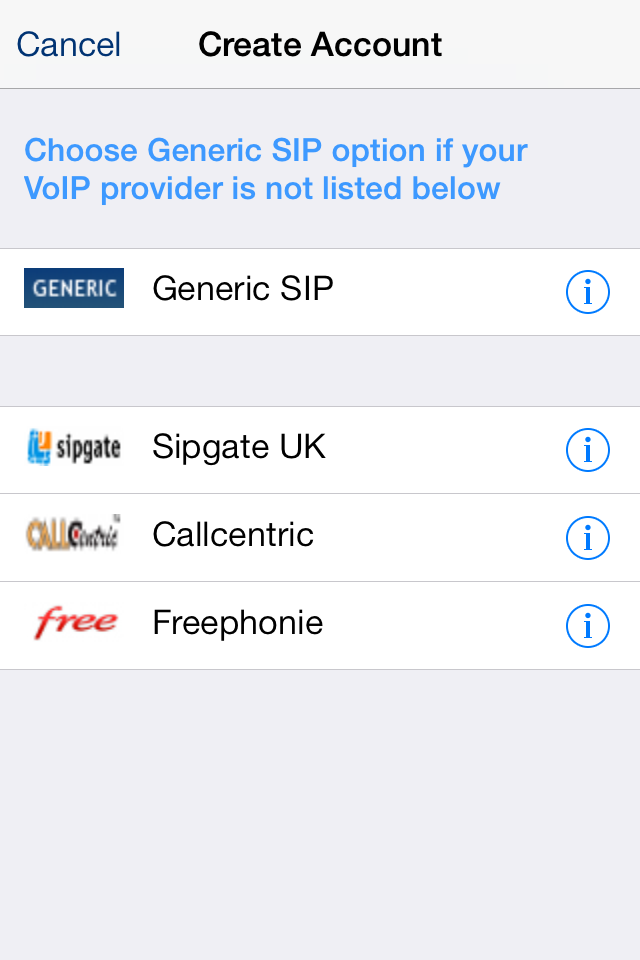 Cancel Create Account
Choose Generic SIP option if your
VoIP provider is not listed below
GENERIC Generic SIP
sipgate Sipgate UK
CALLCentric Callcentric
free Freephonie